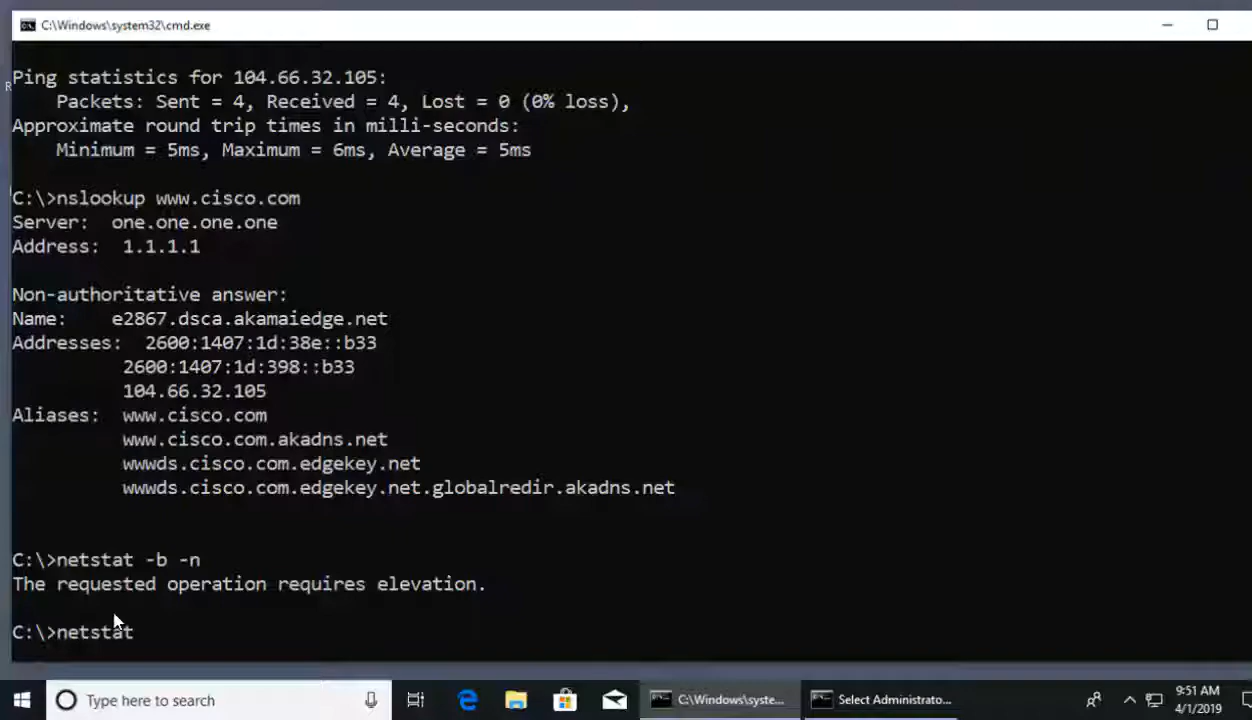 C:\Windows\system32\cmd.exe
Ping statistics for 104.66.32.105:
Packets: Sent = 4, Received = 4, Lost = 0 (0% loss),
Approximate round trip times in milli-seconds:
Minimum = 5ms, Maximum = 6ms, Average = 5ms
C:\>nslookup www.cisco.com
Server: one.one.one.one
Address: 1.1.1.1
Non-authoritative answer:
Name: e2867.dsca.akamaiedge.net
Addresses: 2600:1407:1d:38e::b33
2600:1407:1d:398::b33
104.66.32.105
Aliases: www.cisco.com
www.cisco.com.akadns.net
wwwds.cisco.com.edgekey.net
wwwds.cisco.com.edgekey.net.globalredir.akadns.net
C:\>netstat -b -n
The requested operation requires elevation.
C:\>netstat
Type here to search
C:\Windows\syste...
Select Administrato...
9:51 AM
4/1/2019